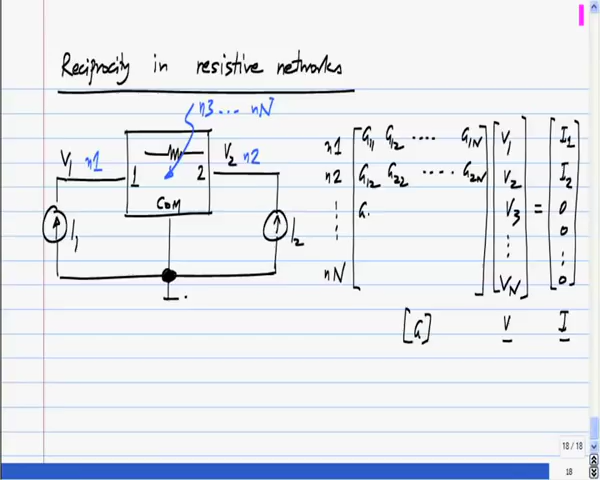 Reciprocity in resistive networks
n3 ... nN
V1 n1
V2 n2
1 2
COM
I1
I2
n1 G11 G12 .... G1N V1 I1
n2 G12 G22 .... G2N V2 I2
⋮ G. V3 = 0
⋮ ⋮ 0
⋮
nN VN 0
[G] V I
18 / 18
18